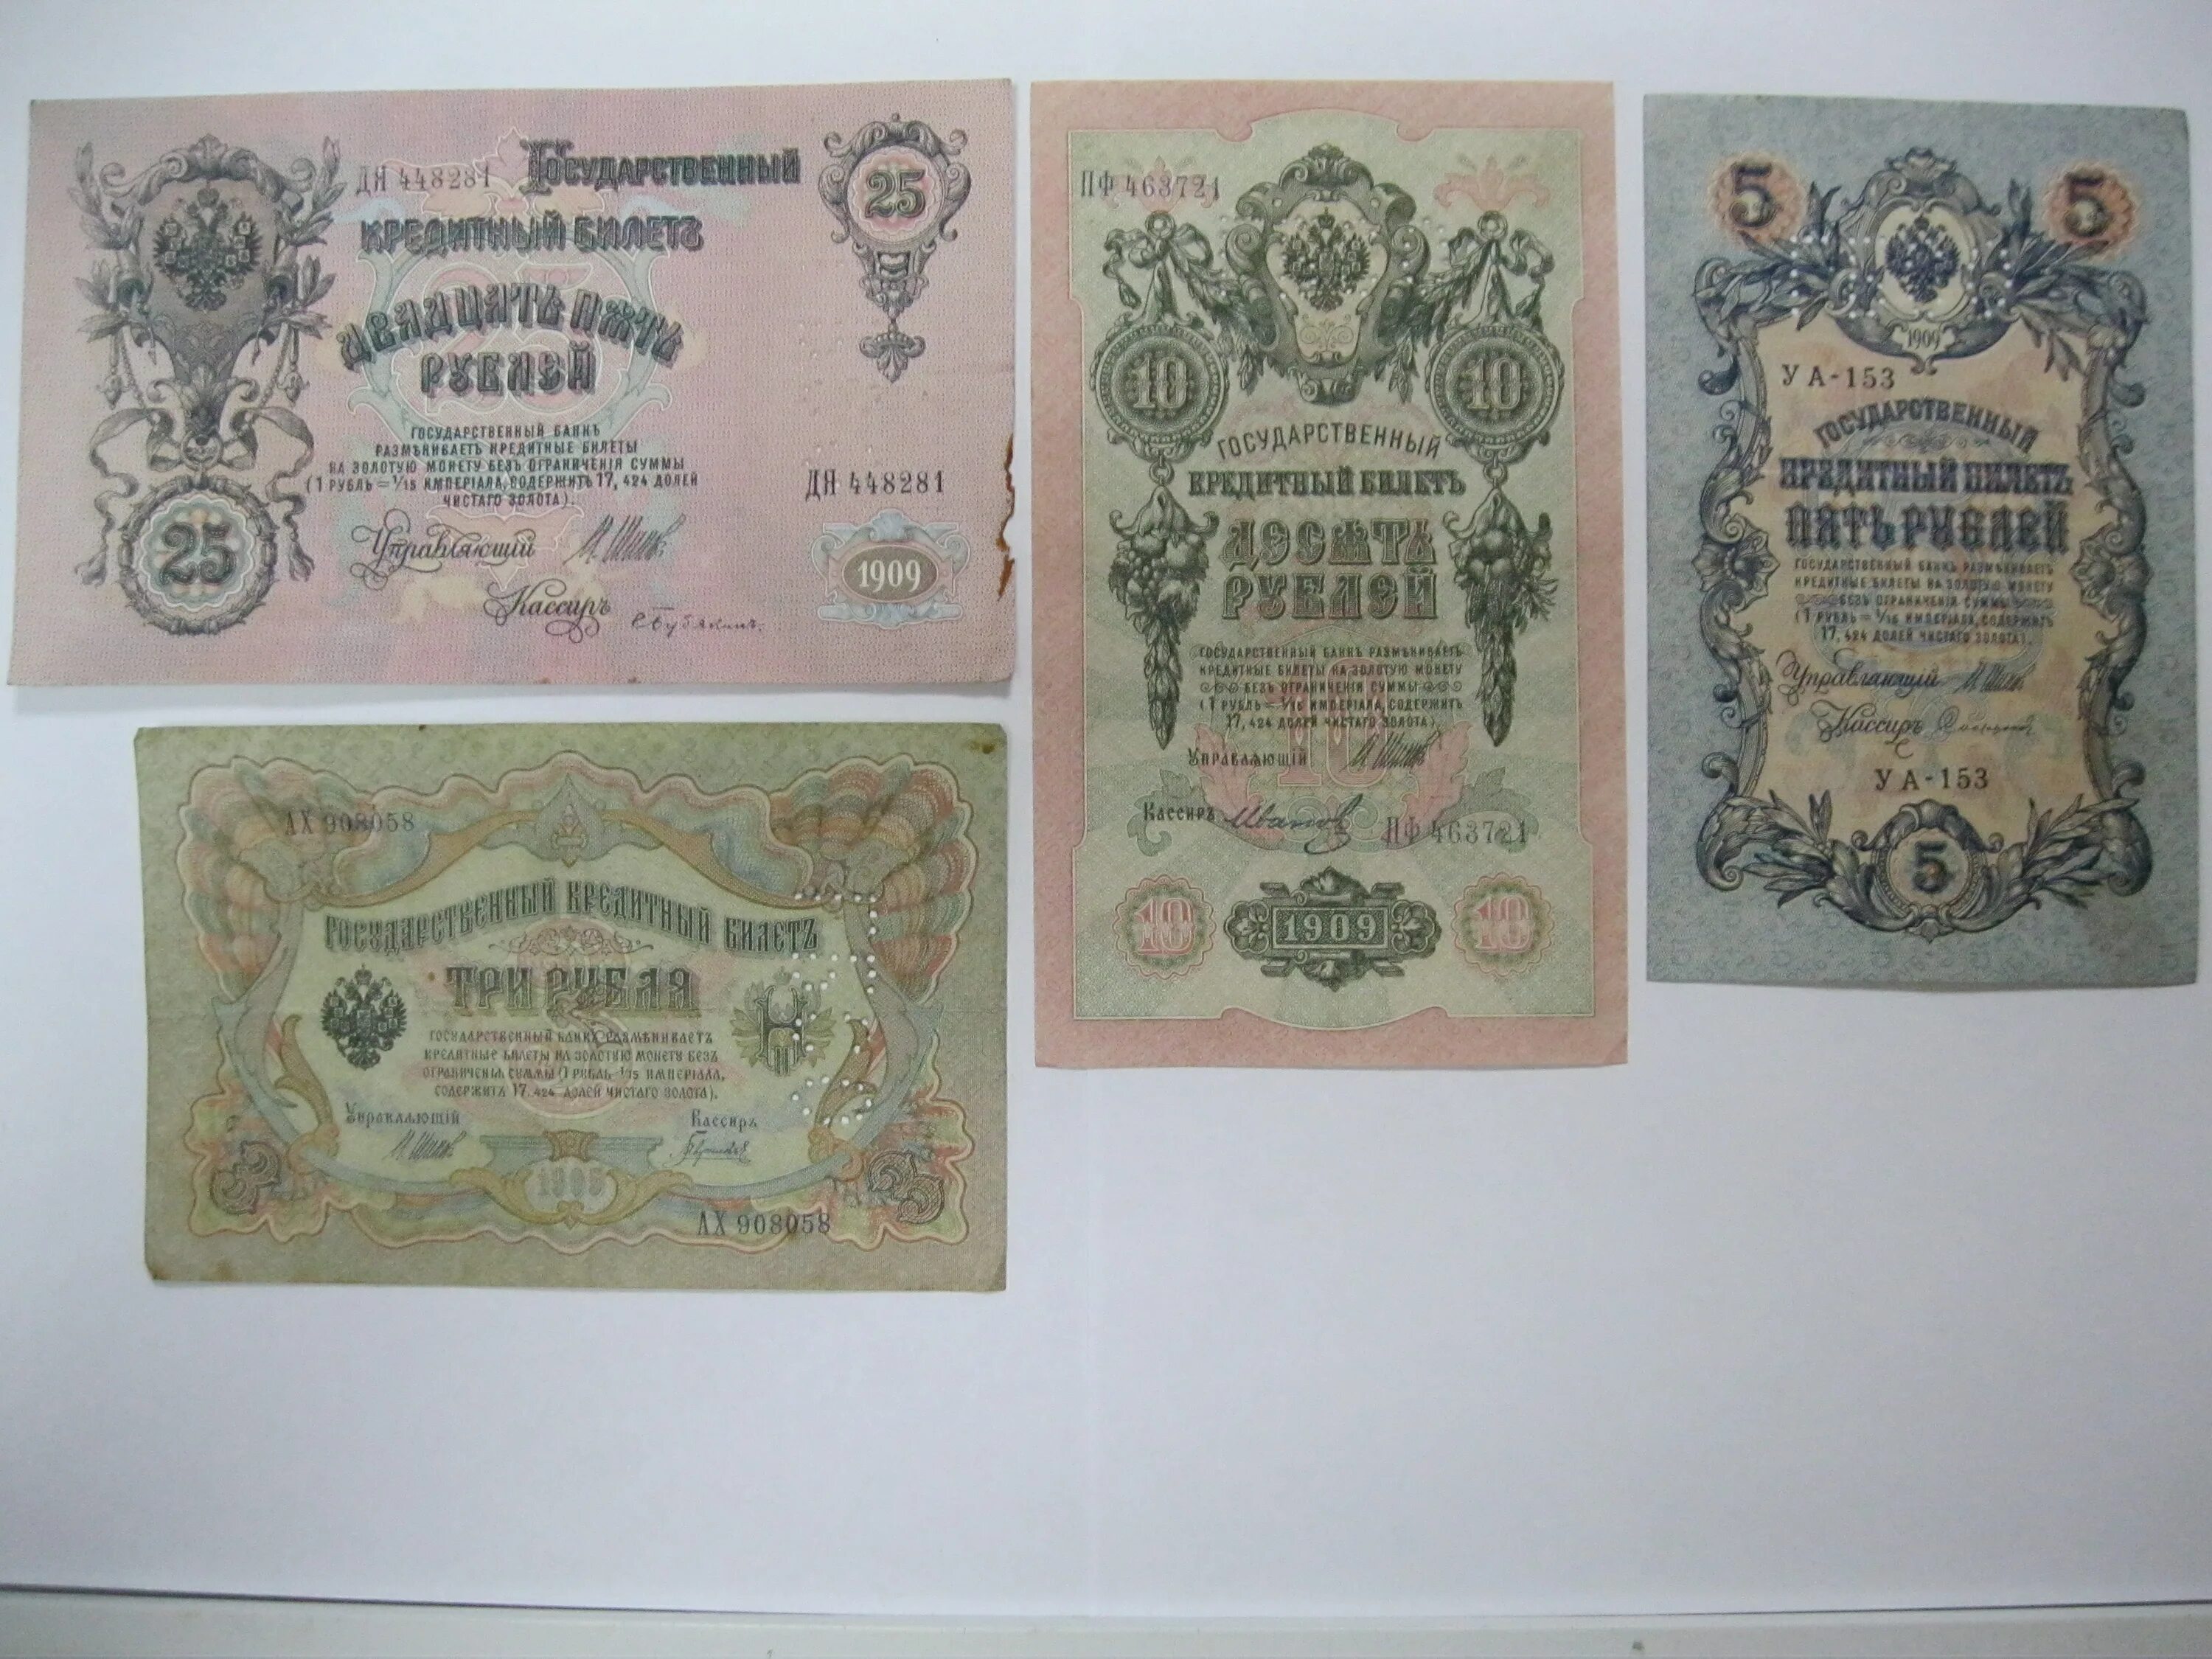 ДЯ 448281
ГОСУДАРСТВЕННЫЙ
25
КРЕДИТНЫЙ БИЛЕТЪ
ДВАДЦАТЬ ПЯТЬ
РУБЛЕЙ
ГОСУДАРСТВЕННЫЙ БАНКЪ
РАЗМѢНИВАЕТЪ КРЕДИТНЫЕ БИЛЕТЫ
НА ЗОЛОТУЮ МОНЕТУ БЕЗЪ ОГРАНИЧЕНІЯ СУММЫ
(1 РУБЛЬ = 1/15 ИМПЕРІАЛА, СОДЕРЖИТЪ 17, 424 ДОЛЕЙ
ЧИСТАГО ЗОЛОТА).
ДЯ 448281
25
Управляющій
Кассиръ
1909
АХ 908058
ГОСУДАРСТВЕННЫЙ КРЕДИТНЫЙ БИЛЕТЪ
ТРИ РУБЛЯ
ГОСУДАРСТВЕННЫЙ БАНКЪ РАЗМѢНИВАЕТЪ
КРЕДИТНЫЕ БИЛЕТЫ НА ЗОЛОТУЮ МОНЕТУ БЕЗЪ
ОГРАНИЧЕНІЯ СУММЫ (1 РУБЛЬ = 1/15 ИМПЕРІАЛА,
СОДЕРЖИТЪ 17, 424 ДОЛЕЙ ЧИСТАГО ЗОЛОТА).
Управляющій Кассиръ
3 1905 3
АХ 908058
ПФ 463721
10 10
ГОСУДАРСТВЕННЫЙ
КРЕДИТНЫЙ БИЛЕТЪ
ДЕСЯТЬ
РУБЛЕЙ
ГОСУДАРСТВЕННЫЙ БАНКЪ РАЗМѢНИВАЕТЪ
КРЕДИТНЫЕ БИЛЕТЫ НА ЗОЛОТУЮ МОНЕТУ
БЕЗЪ ОГРАНИЧЕНІЯ СУММЫ
(1 РУБЛЬ = 1/15 ИМПЕРІАЛА, СОДЕРЖИТЪ
17, 424 ДОЛЕЙ ЧИСТАГО ЗОЛОТА).
10
Управляющій
Кассиръ Иванов
ПФ 463721
10 1909 10
5 5
1909
УА-153
ГОСУДАРСТВЕННЫЙ
КРЕДИТНЫЙ БИЛЕТЪ
ПЯТЬ РУБЛЕЙ
ГОСУДАРСТВЕННЫЙ БАНКЪ РАЗМѢНИВАЕТЪ
КРЕДИТНЫЕ БИЛЕТЫ НА ЗОЛОТУЮ МОНЕТУ
БЕЗЪ ОГРАНИЧЕНІЯ СУММЫ
(1 РУБЛЬ = 1/15 ИМПЕРІАЛА, СОДЕРЖИТЪ
17, 424 ДОЛЕЙ ЧИСТАГО ЗОЛОТА).
Управляющій
Кассиръ
УА-153
5